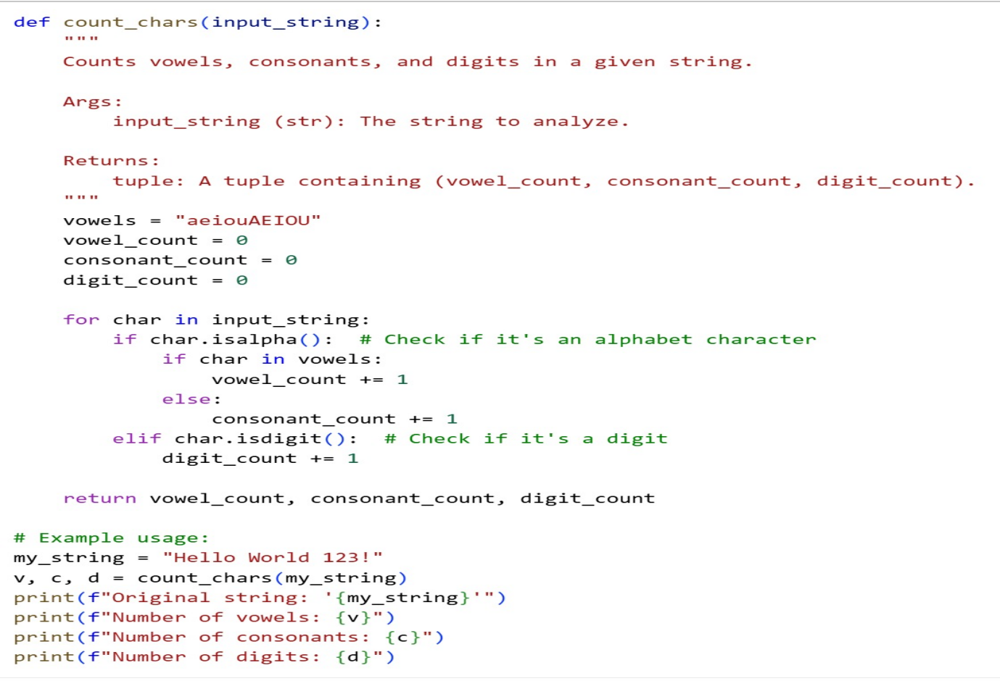 def count_chars(input_string):
    """
    Counts vowels, consonants, and digits in a given string.

    Args:
        input_string (str): The string to analyze.

    Returns:
        tuple: A tuple containing (vowel_count, consonant_count, digit_count).
    """
    vowels = "aeiouAEIOU"
    vowel_count = 0
    consonant_count = 0
    digit_count = 0

    for char in input_string:
        if char.isalpha():  # Check if it's an alphabet character
            if char in vowels:
                vowel_count += 1
            else:
                consonant_count += 1
        elif char.isdigit():  # Check if it's a digit
            digit_count += 1

    return vowel_count, consonant_count, digit_count

# Example usage:
my_string = "Hello World 123!"
v, c, d = count_chars(my_string)
print(f"Original string: '{my_string}'")
print(f"Number of vowels: {v}")
print(f"Number of consonants: {c}")
print(f"Number of digits: {d}")